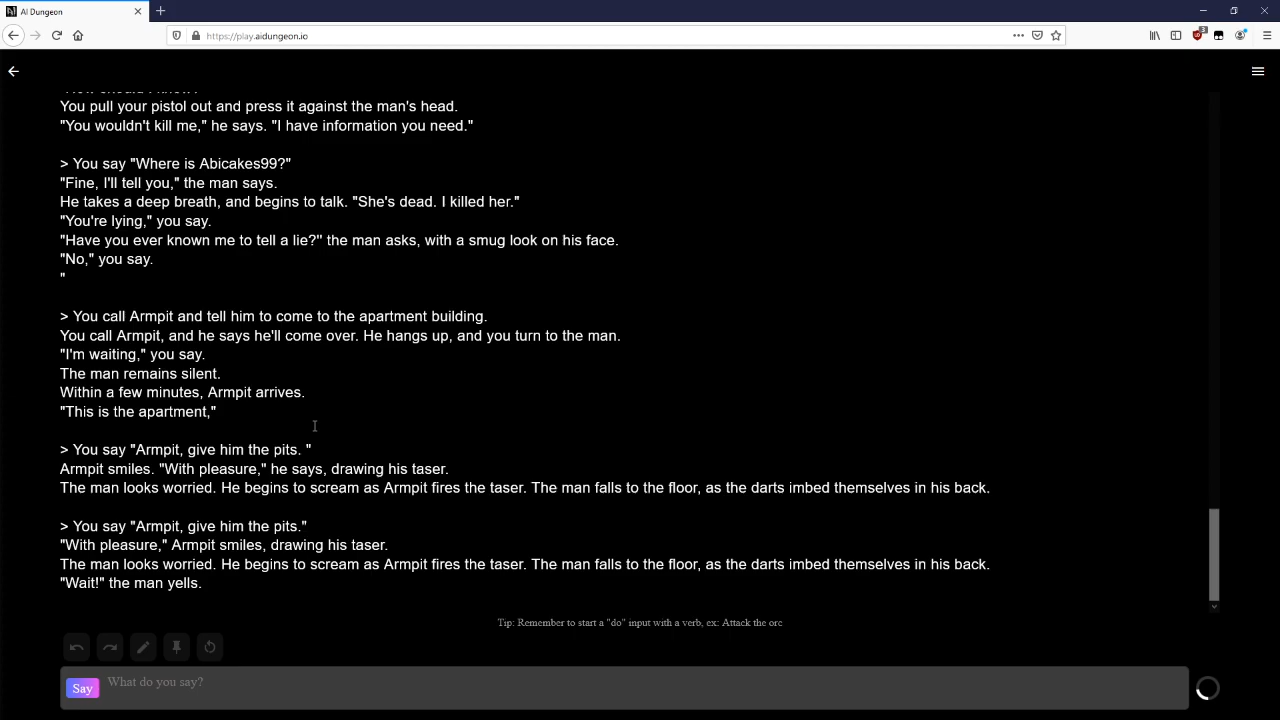 AI Dungeon
https://play.aidungeon.io
You pull your pistol out and press it against the man's head.
"You wouldn't kill me," he says. "I have information you need."
> You say "Where is Abicakes99?"
"Fine, I'll tell you," the man says.
He takes a deep breath, and begins to talk. "She's dead. I killed her."
"You're lying," you say.
"Have you ever known me to tell a lie?" the man asks, with a smug look on his face.
"No," you say.
"
> You call Armpit and tell him to come to the apartment building.
You call Armpit, and he says he'll come over. He hangs up, and you turn to the man.
"I'm waiting," you say.
The man remains silent.
Within a few minutes, Armpit arrives.
"This is the apartment,"
> You say "Armpit, give him the pits. "
Armpit smiles. "With pleasure," he says, drawing his taser.
The man looks worried. He begins to scream as Armpit fires the taser. The man falls to the floor, as the darts imbed themselves in his back.
> You say "Armpit, give him the pits."
"With pleasure," Armpit smiles, drawing his taser.
The man looks worried. He begins to scream as Armpit fires the taser. The man falls to the floor, as the darts imbed themselves in his back.
"Wait!" the man yells.
Tip: Remember to start a "do" input with a verb, ex: Attack the orc
Say What do you say?